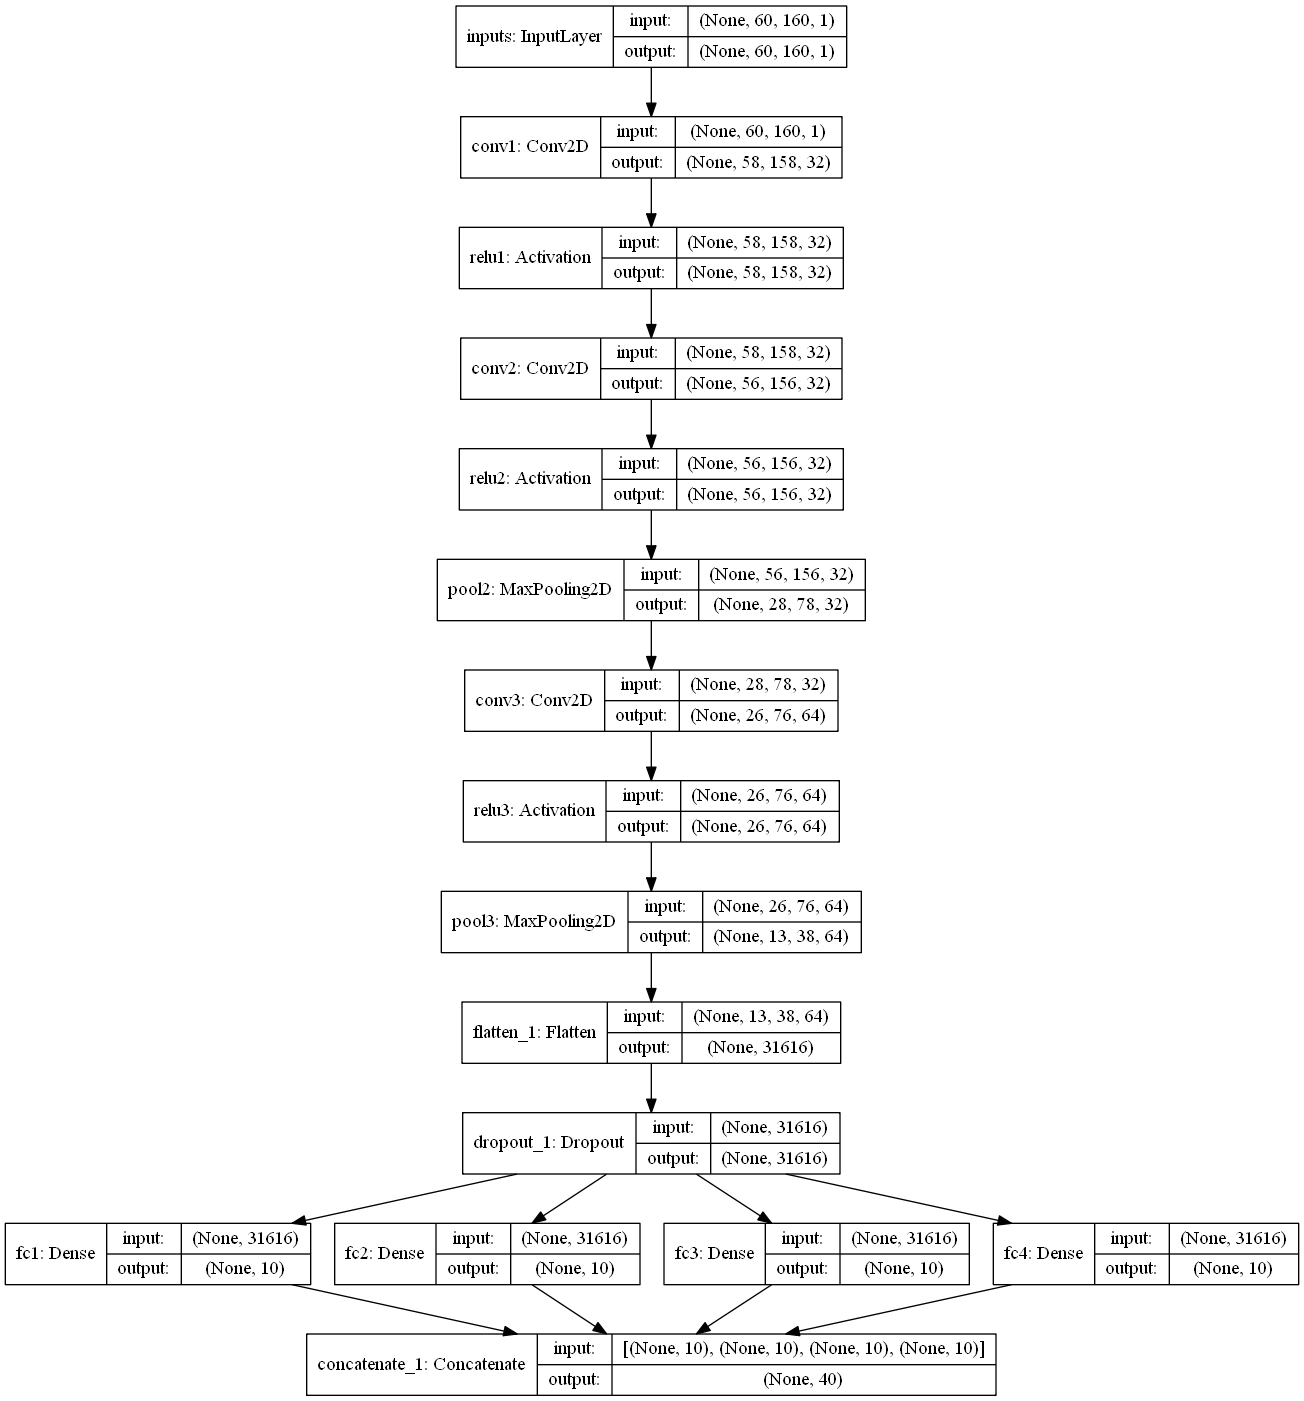 inputs: InputLayer
input: (None, 60, 160, 1)
output: (None, 60, 160, 1)
conv1: Conv2D
input: (None, 60, 160, 1)
output: (None, 58, 158, 32)
relu1: Activation
input: (None, 58, 158, 32)
output: (None, 58, 158, 32)
conv2: Conv2D
input: (None, 58, 158, 32)
output: (None, 56, 156, 32)
relu2: Activation
input: (None, 56, 156, 32)
output: (None, 56, 156, 32)
pool2: MaxPooling2D
input: (None, 56, 156, 32)
output: (None, 28, 78, 32)
conv3: Conv2D
input: (None, 28, 78, 32)
output: (None, 26, 76, 64)
relu3: Activation
input: (None, 26, 76, 64)
output: (None, 26, 76, 64)
pool3: MaxPooling2D
input: (None, 26, 76, 64)
output: (None, 13, 38, 64)
flatten_1: Flatten
input: (None, 13, 38, 64)
output: (None, 31616)
dropout_1: Dropout
input: (None, 31616)
output: (None, 31616)
fc1: Dense
input: (None, 31616)
output: (None, 10)
fc2: Dense
input: (None, 31616)
output: (None, 10)
fc3: Dense
input: (None, 31616)
output: (None, 10)
fc4: Dense
input: (None, 31616)
output: (None, 10)
concatenate_1: Concatenate
input: [(None, 10), (None, 10), (None, 10), (None, 10)]
output: (None, 40)